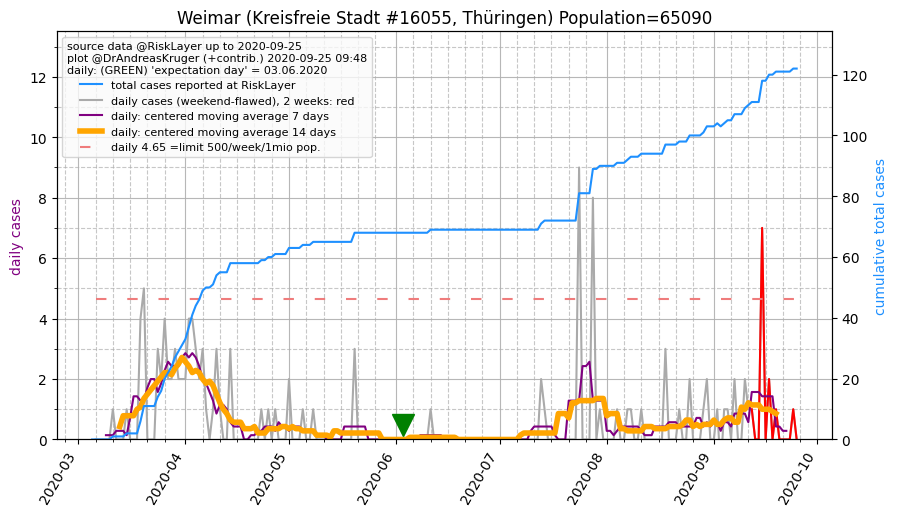 Weimar (Kreisfreie Stadt #16055, Thüringen) Population=65090
source data @RiskLayer up to 2020-09-25
plot @DrAndreasKruger (+contrib.) 2020-09-25 09:48
daily: (GREEN) 'expectation day' = 03.06.2020
total cases reported at RiskLayer
daily cases (weekend-flawed), 2 weeks: red
daily: centered moving average 7 days
daily: centered moving average 14 days
daily 4.65 =limit 500/week/1mio pop.
daily cases
12
10
8
6
4
2
0
cumulative total cases
120
100
80
60
40
20
0
2020-03
2020-04
2020-05
2020-06
2020-07
2020-08
2020-09
2020-10